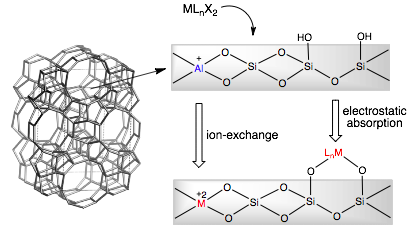 MLnX2
HO OH
O O
+
Al Si Si Si
O O
ion-exchange
electrostatic
absorption
LnM
O O
+2
O O
M Si Si Si
O O